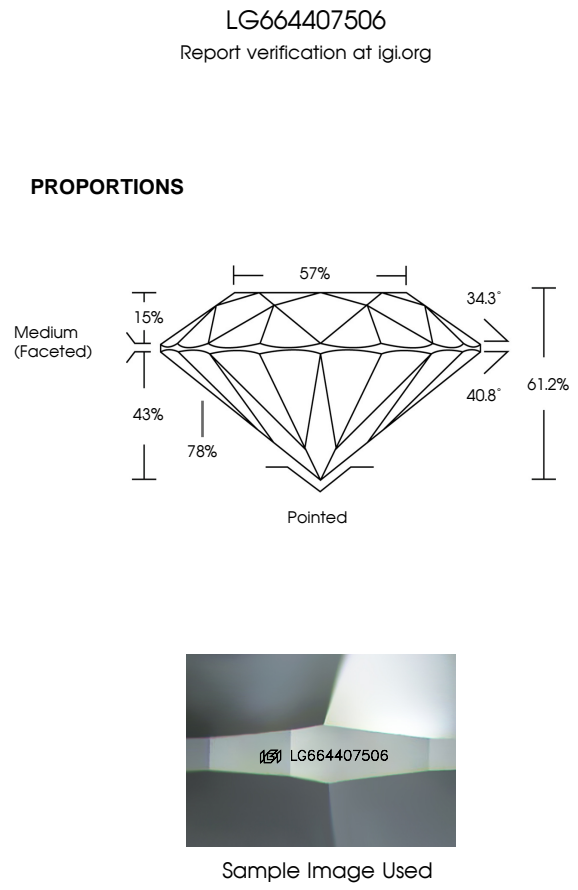 LG664407506
Report verification at igi.org
PROPORTIONS
57%
15%
34.3°
Medium
(Faceted)
61.2%
40.8°
43%
78%
Pointed
LG664407506
Sample Image Used